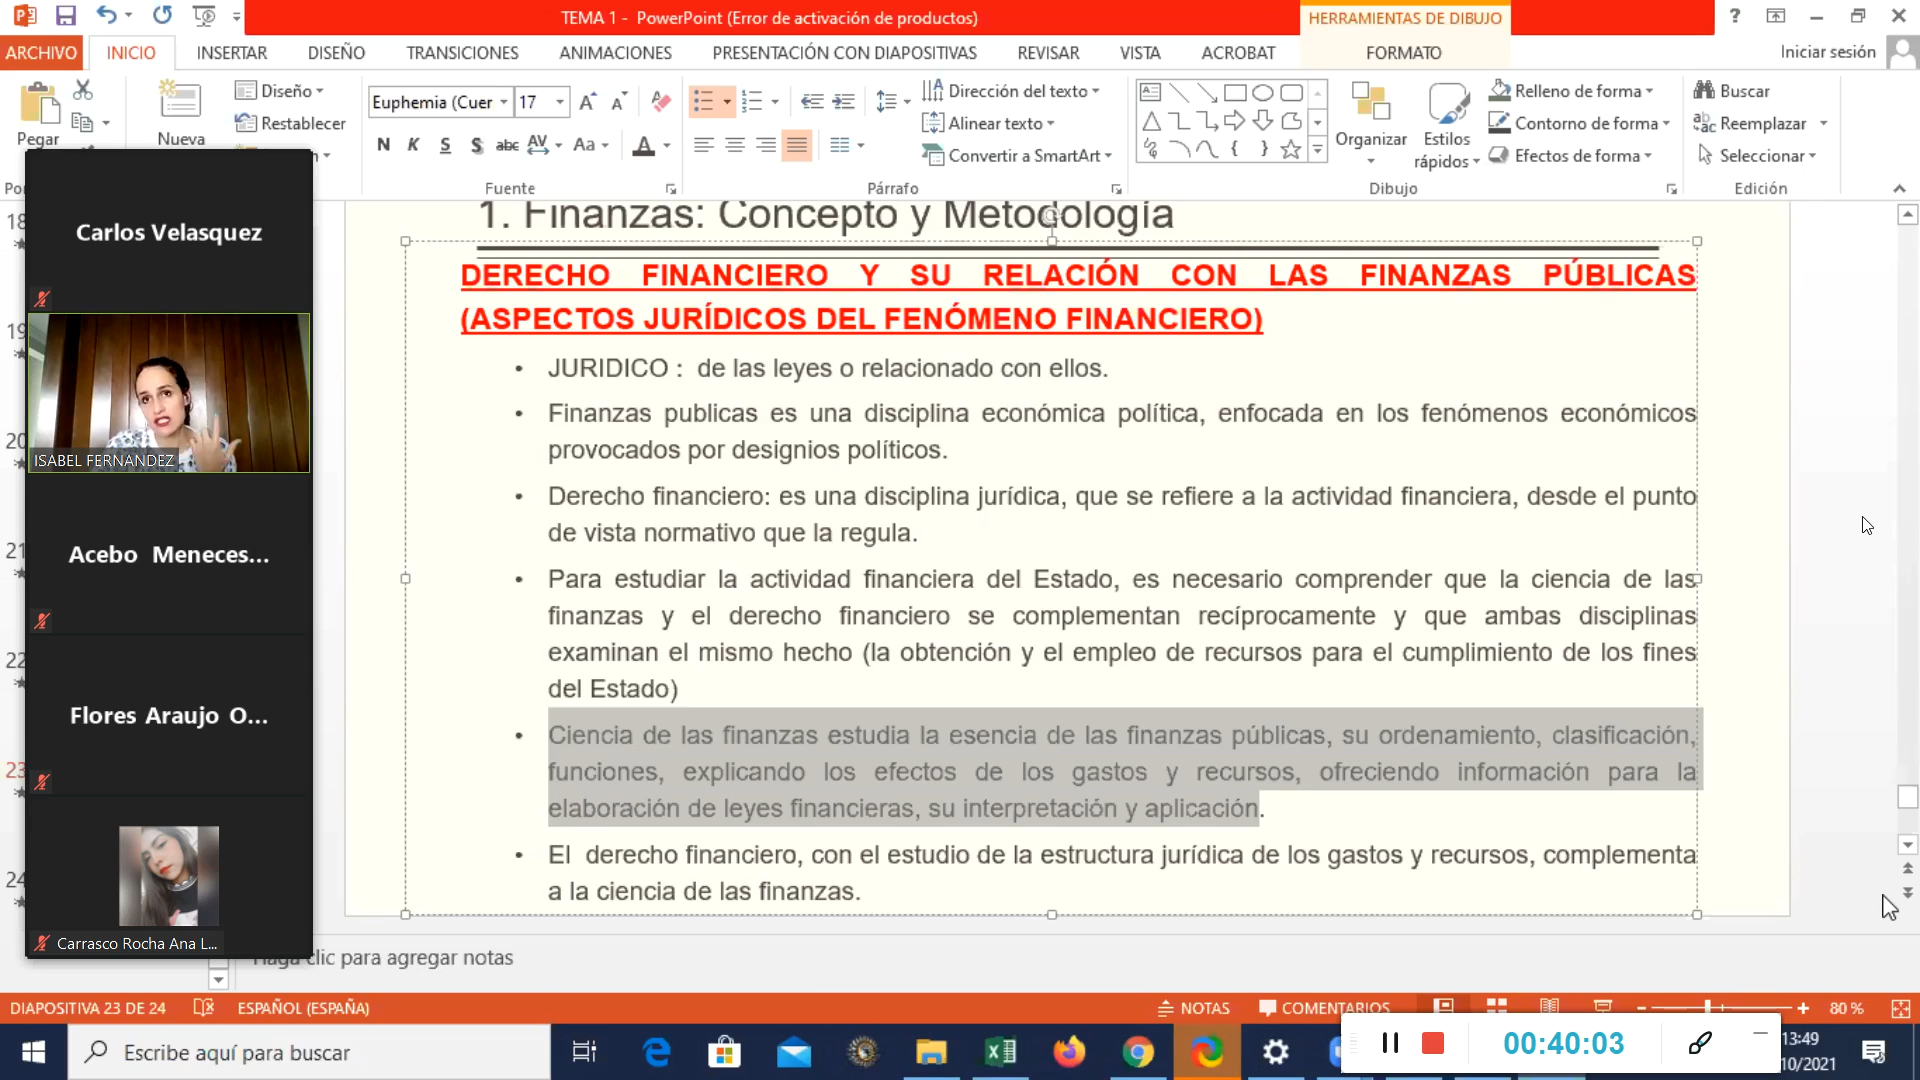 TEMA 1 - PowerPoint (Error de activación de productos)
HERRAMIENTAS DE DIBUJO
?
ARCHIVO
INICIO
INSERTAR
DISEÑO
TRANSICIONES
ANIMACIONES
PRESENTACIÓN CON DIAPOSITIVAS
REVISAR
VISTA
ACROBAT
FORMATO
Iniciar sesión
Pegar
Nueva
Diseño
Restablecer
Euphemia (Cuer
17
N K S S abc AV Aa A
Fuente
Dirección del texto
Alinear texto
Convertir a SmartArt
Párrafo
Organizar
Estilos
rápidos
Relleno de forma
Contorno de forma
Efectos de forma
Dibujo
Buscar
Reemplazar
Seleccionar
Edición
Carlos Velasquez
ISABEL FERNANDEZ
Acebo Meneces...
Flores Araujo O...
Carrasco Rocha Ana L...
18
19
20
21
22
23
24
1. Finanzas: Concepto y Metodología
DERECHO FINANCIERO Y SU RELACIÓN CON LAS FINANZAS PÚBLICAS
(ASPECTOS JURÍDICOS DEL FENÓMENO FINANCIERO)
• JURIDICO : de las leyes o relacionado con ellos.
• Finanzas publicas es una disciplina económica política, enfocada en los fenómenos económicos
provocados por designios políticos.
• Derecho financiero: es una disciplina jurídica, que se refiere a la actividad financiera, desde el punto
de vista normativo que la regula.
• Para estudiar la actividad financiera del Estado, es necesario comprender que la ciencia de las
finanzas y el derecho financiero se complementan recíprocamente y que ambas disciplinas
examinan el mismo hecho (la obtención y el empleo de recursos para el cumplimiento de los fines
del Estado)
• Ciencia de las finanzas estudia la esencia de las finanzas públicas, su ordenamiento, clasificación,
funciones, explicando los efectos de los gastos y recursos, ofreciendo información para la
elaboración de leyes financieras, su interpretación y aplicación.
• El derecho financiero, con el estudio de la estructura jurídica de los gastos y recursos, complementa
a la ciencia de las finanzas.
Haga clic para agregar notas
DIAPOSITIVA 23 DE 24
ESPAÑOL (ESPAÑA)
NOTAS
COMENTARIOS
80 %
Escribe aquí para buscar
00:40:03
13:49
10/2021